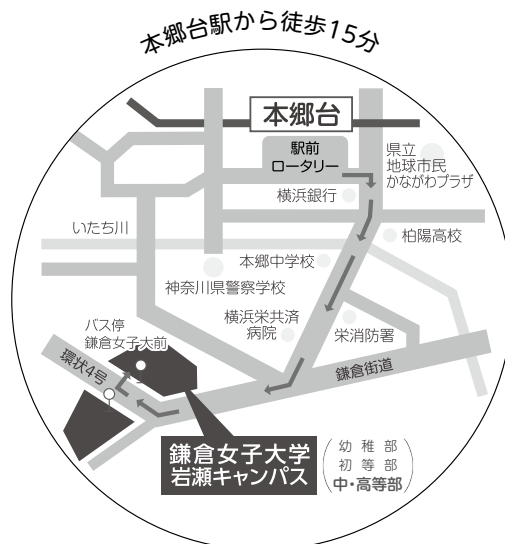 本郷台駅から徒歩15分
本郷台
駅前
ロータリー
県立
地球市民
かながわプラザ
横浜銀行
いたち川
柏陽高校
本郷中学校
神奈川県警察学校
横浜栄共済
病院
栄消防署
バス停
鎌倉女子大前
環状4号
鎌倉街道
鎌倉女子大学
岩瀬キャンパス
幼稚部
初等部
中・高等部